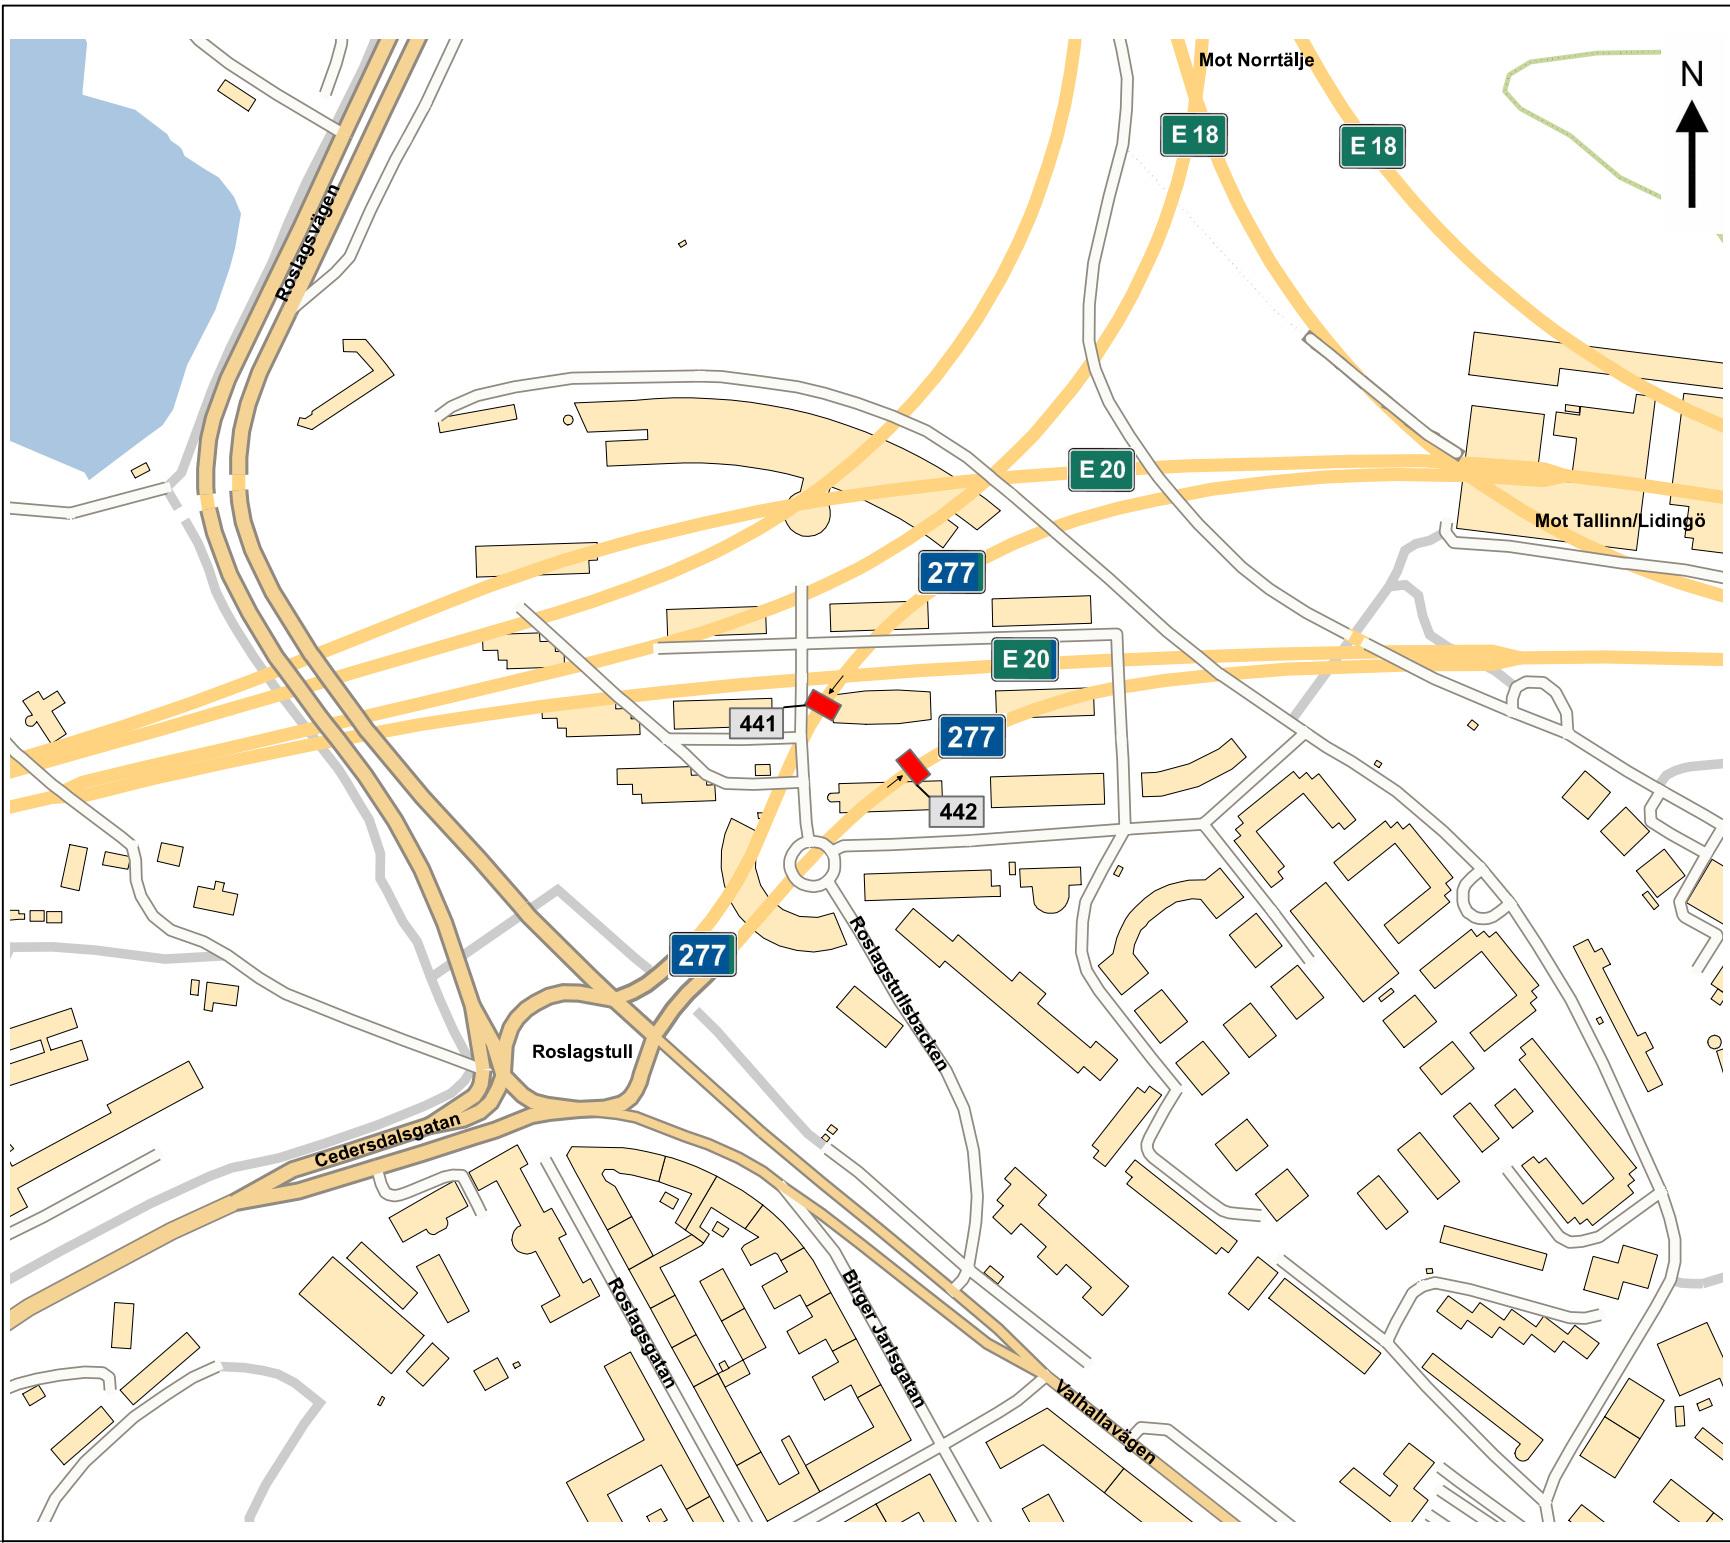 Mot Norrtälje
N
E 18
E 18
Roslagsvägen
E 20
Mot Tallinn/Lidingö
277
E 20
441
277
442
277
Roslagstullsbacken
Roslagstull
Cedersdalsgatan
Roslagsgatan
Birger Jarlsgatan
Valhallavägen